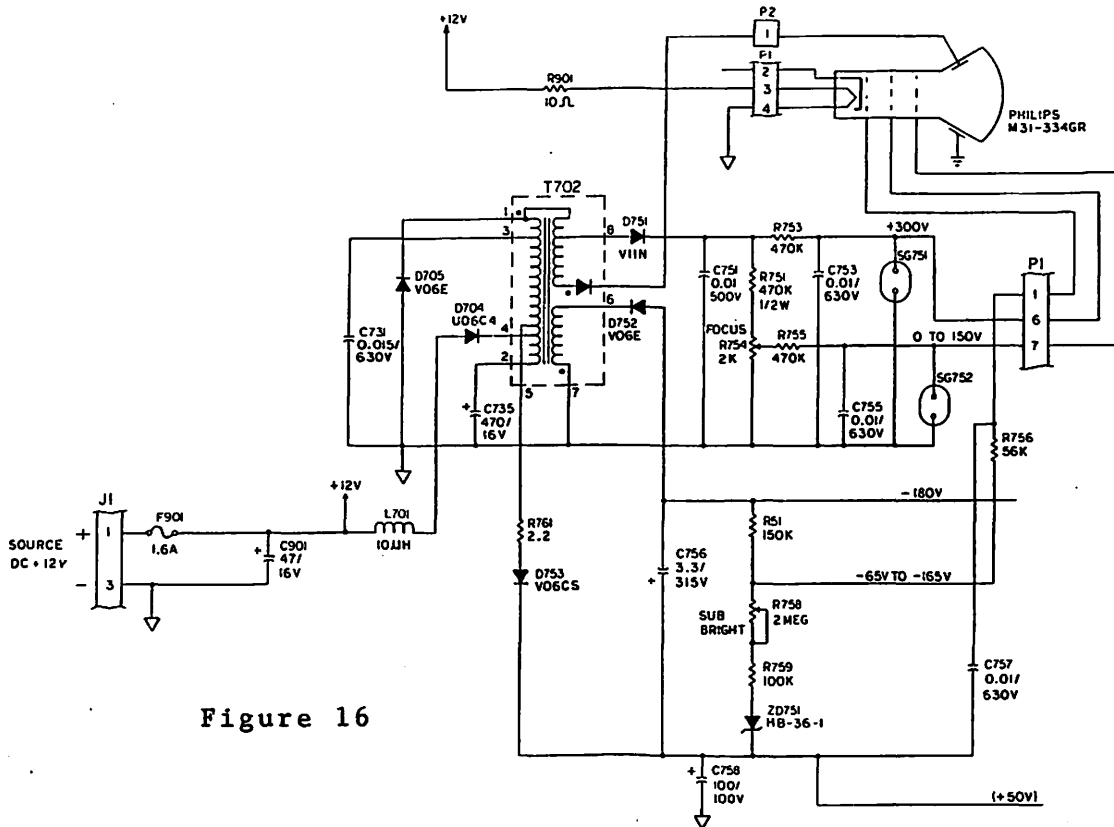 +12V
P2
1
P1
2
3
4
R901
10Ω
PHILIPS
M31-334GR
T702
1
3
4
2
5
8
6
7
D751
V11N
R753
470K
+300V
D705
V06E
C751
0.01
500V
R751
470K
1/2W
C753
0.01/
630V
SG751
P1
1
6
7
D704
U06C4
C731
0.015/
630V
D752
V06E
FOCUS
R754
2K
R755
470K
0 TO 150V
C735
470/
16V
+
C755
0.01/
630V
SG752
R756
56K
-180V
J1
+12V
F901
1.6A
L701
10μH
SOURCE
DC + 12V
+
1
-
3
+
C901
47/
16V
R761
2.2
D753
V06CS
C756
3.3/
315V
+
R51
150K
-65V TO -165V
SUB
BRIGHT
R758
2MEG
R759
100K
C757
0.01/
630V
ZD751
HB-36-1
+
C758
100/
100V
(+50V)
Figure 16